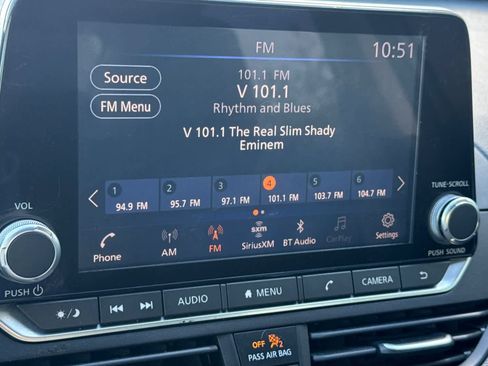 FM
10:51
Source
FM Menu
101.1 FM
V 101.1
Rhythm and Blues
V 101.1 The Real Slim Shady
Eminem
1 2 3 4 5 6
94.9 FM 95.7 FM 97.1 FM 101.1 FM 103.7 FM 104.7 FM
Phone AM FM SiriusXM BT Audio CarPlay Settings
sxm
VOL
PUSH
TUNE·SCROLL
PUSH SOUND
AUDIO
MENU
CAMERA
OFF 2
PASS AIR BAG